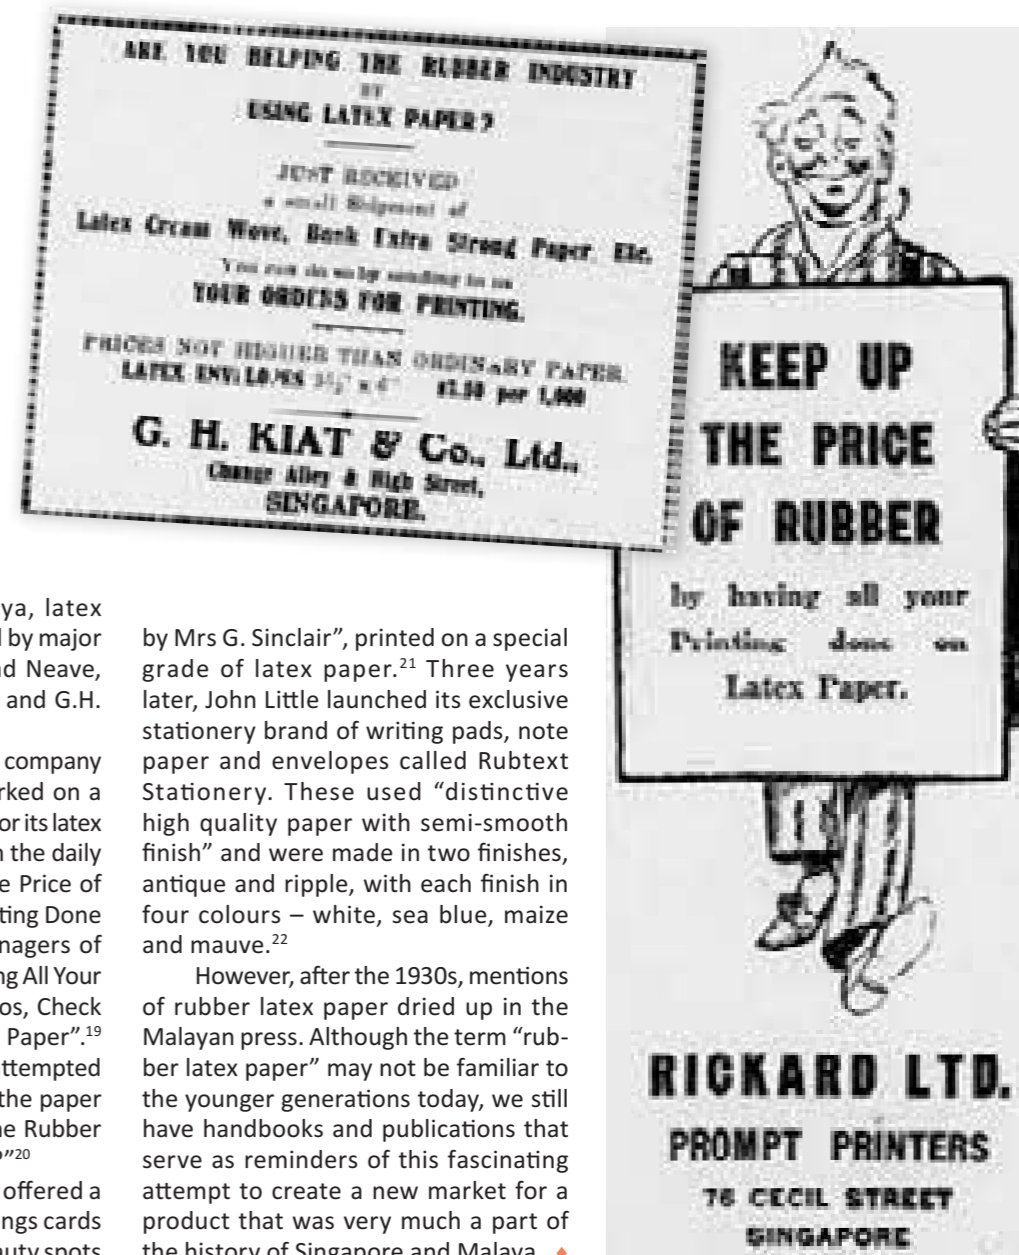 ARE YOU HELPING THE RUBBER INDUSTRY
BY
USING LATEX PAPER?
JUST RECEIVED
a small Shipment of
Latex Cream Wove, Bank Extra Strong Paper, Etc.
You can do so by sending to us
YOUR ORDERS FOR PRINTING.
PRICES NOT HIGHER THAN ORDINARY PAPER.
LATEX ENVELOPES per 1,000
G. H. KIAT & Co., Ltd.,
Change Alley & High Street,
SINGAPORE.
KEEP UP
THE PRICE
OF RUBBER
by having all your
Printing done on
Latex Paper.
RICKARD LTD.
PROMPT PRINTERS
76 CECIL STREET
SINGAPORE
ya, latex
by major
Neave,
and G.H.
company
rked on a
or its latex
the daily
e Price of
ting Done
nagers of
ng All Your
os, Check
Paper”.19
ttempted
the paper
ne Rubber
”20
offered a
ngs cards
auty spots
by Mrs G. Sinclair”, printed on a special
grade of latex paper.21 Three years
later, John Little launched its exclusive
stationery brand of writing pads, note
paper and envelopes called Rubtext
Stationery. These used “distinctive
high quality paper with semi-smooth
finish” and were made in two finishes,
antique and ripple, with each finish in
four colours – white, sea blue, maize
and mauve.22
However, after the 1930s, mentions
of rubber latex paper dried up in the
Malayan press. Although the term “rub-
ber latex paper” may not be familiar to
the younger generations today, we still
have handbooks and publications that
serve as reminders of this fascinating
attempt to create a new market for a
product that was very much a part of
the history of Singapore and Malaya. ♦